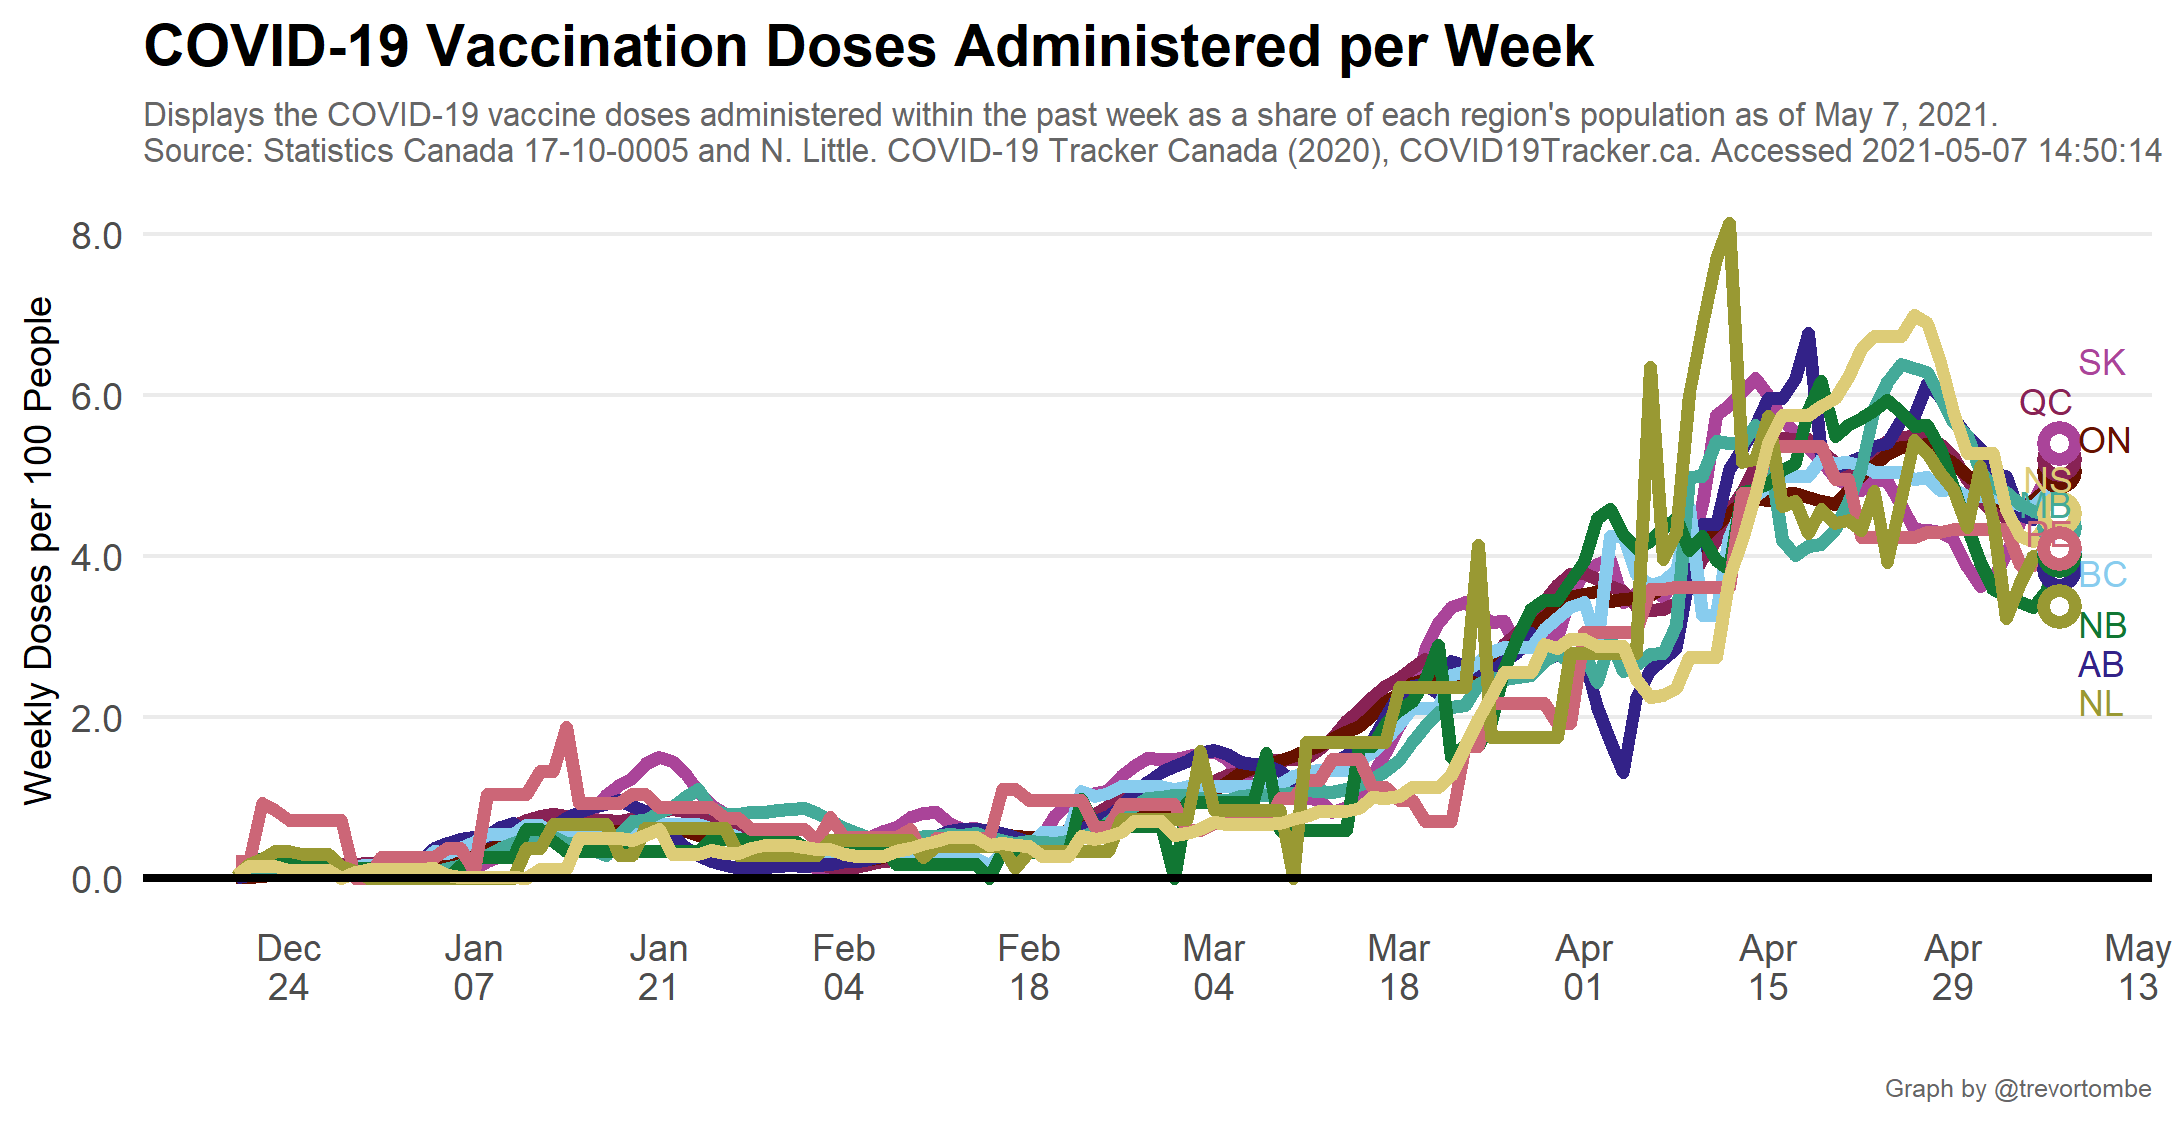 COVID-19 Vaccination Doses Administered per Week
Displays the COVID-19 vaccine doses administered within the past week as a share of each region's population as of May 7, 2021.
Source: Statistics Canada 17-10-0005 and N. Little. COVID-19 Tracker Canada (2020), COVID19Tracker.ca. Accessed 2021-05-07 14:50:14
Weekly Doses per 100 People
8.0
6.0
4.0
2.0
0.0
SK
QC
ON
NS
MB
PE
BC
NB
AB
NL
Dec
24
Jan
07
Jan
21
Feb
04
Feb
18
Mar
04
Mar
18
Apr
01
Apr
15
Apr
29
May
13
Graph by @trevortombe